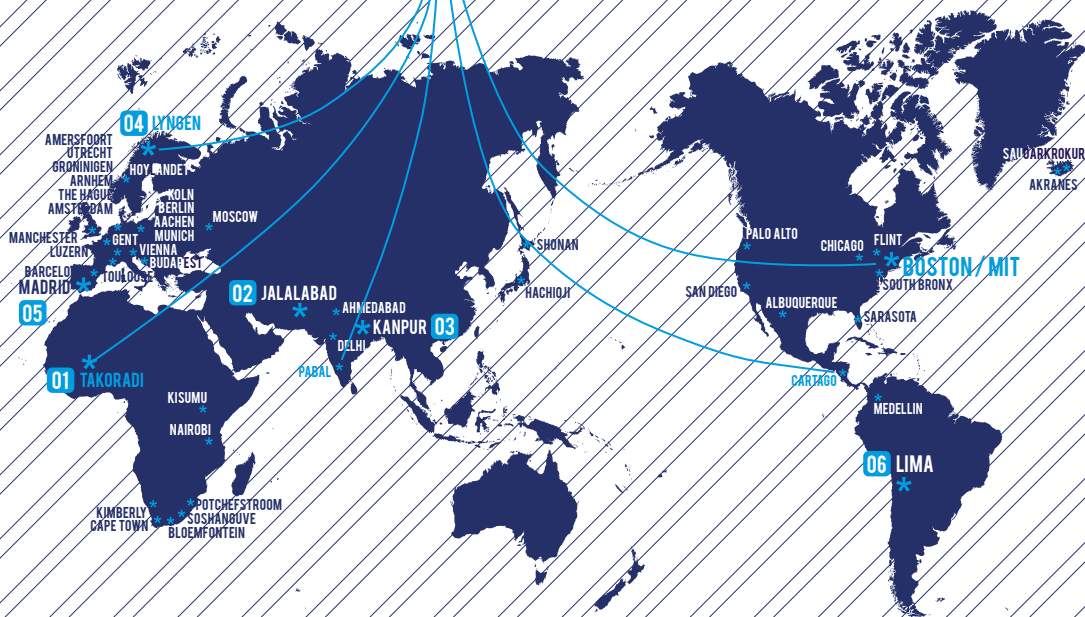 04 LYNGEN
AMERSFOORT
UTRECHT
GRONINIGEN
ARNHEM
THE HAGUE
AMSTERDAM
HOYLANDET
KOLN
BERLIN
AACHEN
MUNICH
MOSCOW
MANCHESTER
GENT
LUZERN
VIENNA
BUDAPEST
BARCELO
TOULOUSE
MADRID
05
02 JALALABAD
AHMEDABAD
KANPUR 03
DELHI
PABAL
01 TAKORADI
KISUMU
NAIROBI
KIMBERLY
CAPE TOWN
POTCHEFSTROOM
SOSHANGUVE
BLOEMFONTEIN
SHONAN
HACHIOJI
PALO ALTO
CHICAGO
FLINT
BOSTON / MIT
SOUTH BRONX
SAN DIEGO
ALBUQUERQUE
SARASOTA
CARTAGO
MEDELLIN
06 LIMA
AKRANES